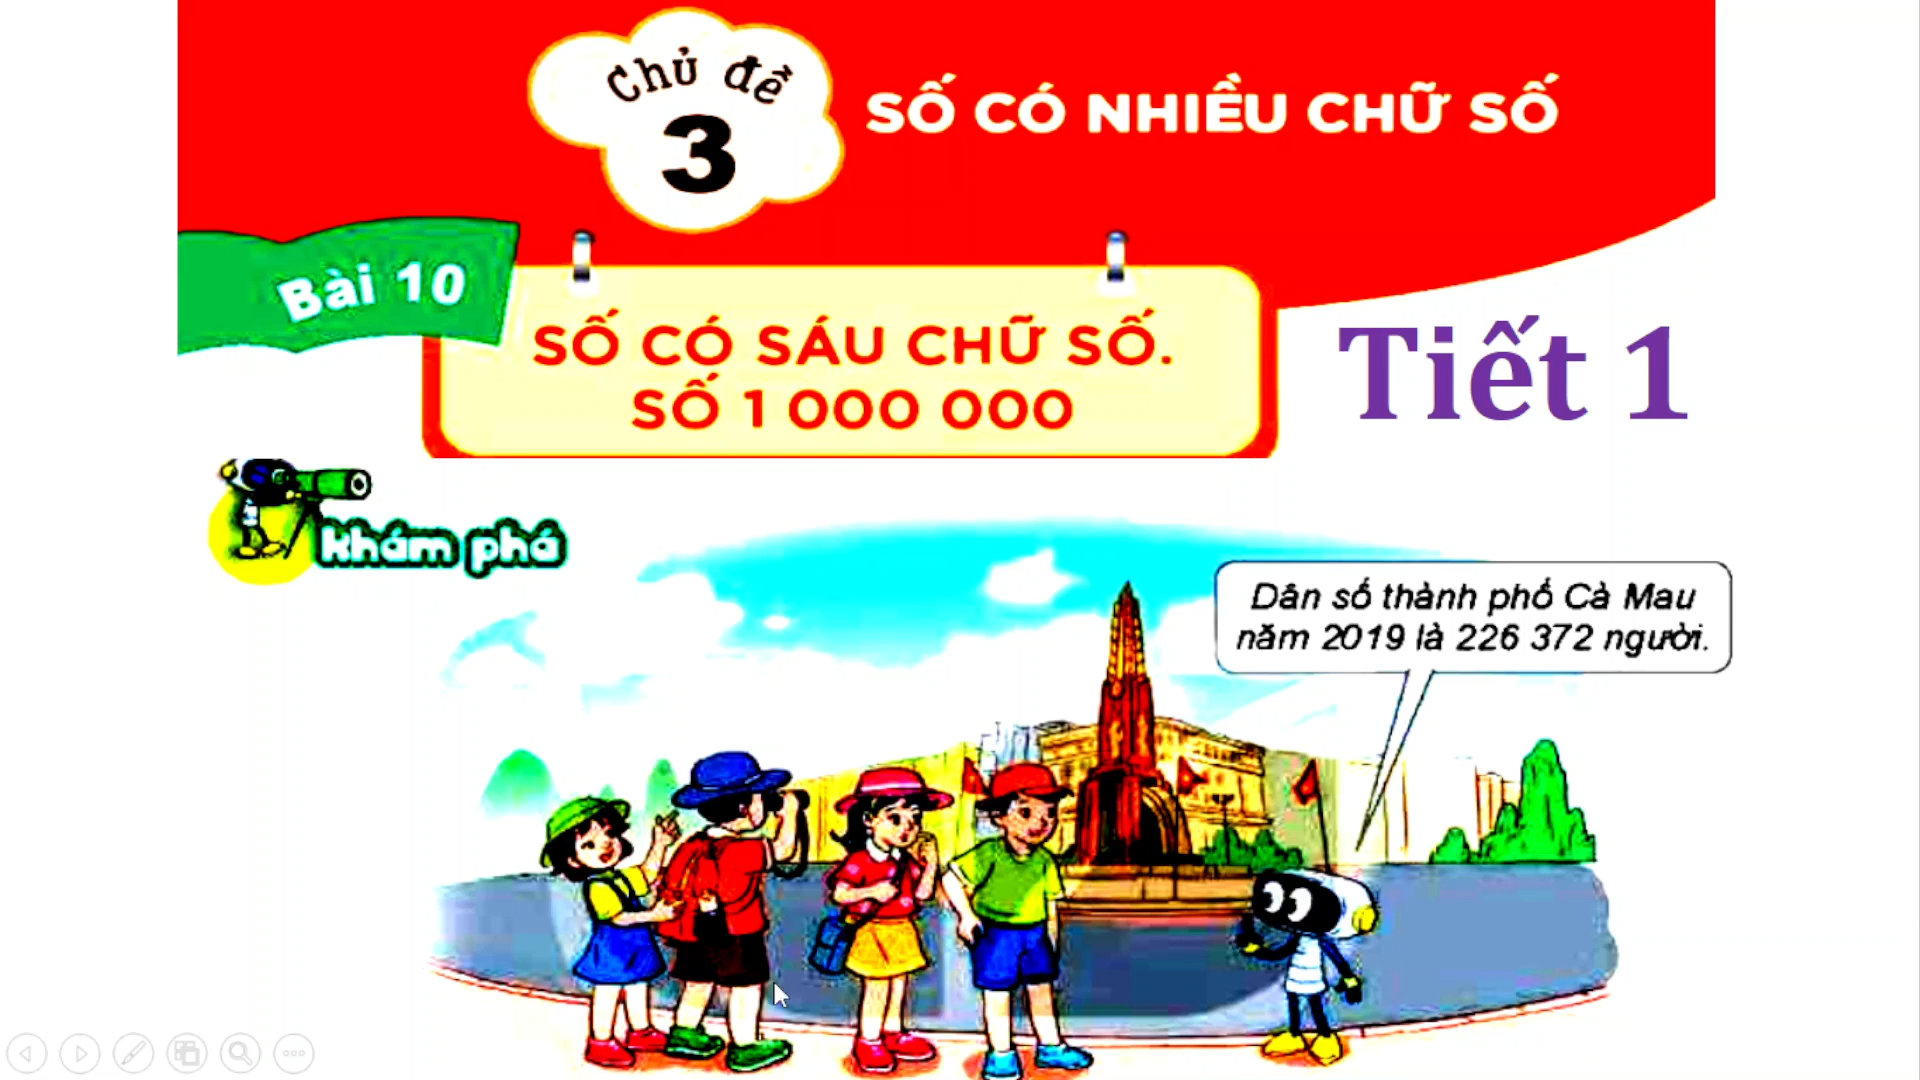 Chủ đề
3
SỐ CÓ NHIỀU CHỮ SỐ
Bài 10
SỐ CÓ SÁU CHỮ SỐ.
SỐ 1 000 000
Tiết 1
khám phá
Dân số thành phố Cà Mau
năm 2019 là 226 372 người.